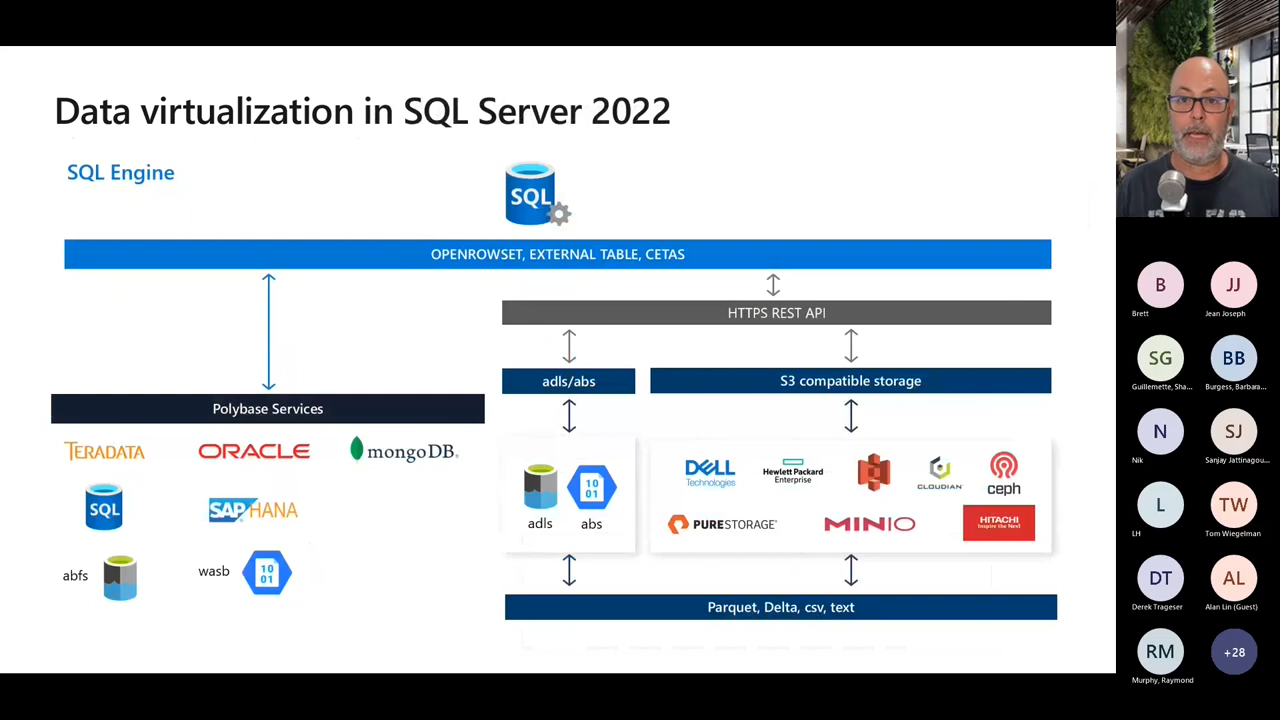 Data virtualization in SQL Server 2022
SQL Engine
SQL
OPENROWSET, EXTERNAL TABLE, CETAS
HTTPS REST API
adls/abs
S3 compatible storage
Polybase Services
TERADATA
ORACLE
mongoDB.
SQL
SAP HANA
abfs
wasb
10
01
adls
10
01
abs
DELL
Technologies
Hewlett Packard
Enterprise
CLOUDIAN
ceph
PURESTORAGE
MINIO
HITACHI
Inspire the Next
Parquet, Delta, csv, text
B
Brett
JJ
Jean Joseph
SG
Guillemette, Sha...
BB
Burgess, Barbara...
N
Nik
SJ
Sanjay Jattinagou...
L
LH
TW
Tom Wiegelman
DT
Derek Trageser
AL
Alan Lin (Guest)
RM
Murphy, Raymond
+28